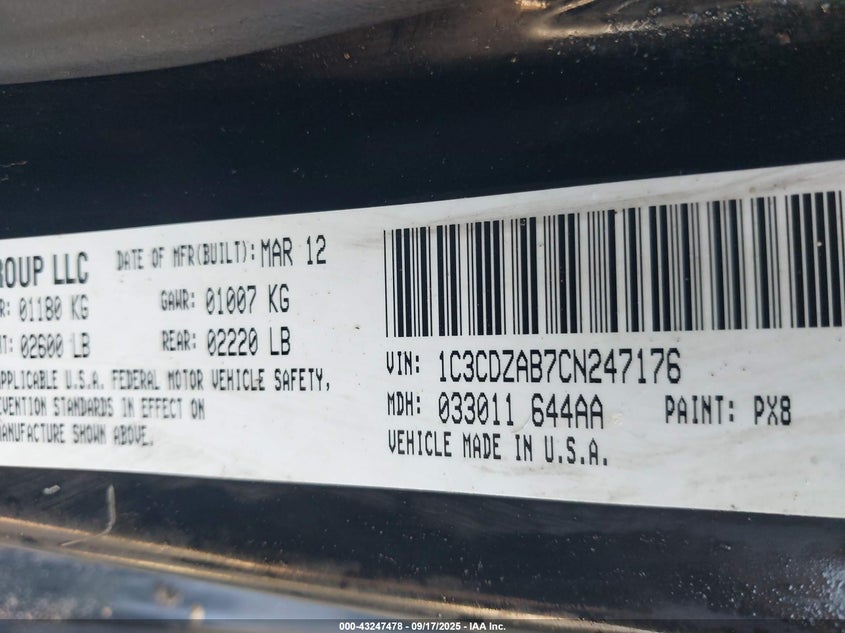 ROUP LLC DATE OF MFR(BUILT): MAR 12
R: 01180 KG GAWR: 01007 KG
NT: 02600 LB REAR: 02220 LB
APPLICABLE U.S.A. FEDERAL MOTOR VEHICLE SAFETY,
EVENTION STANDARDS IN EFFECT ON
ANUFACTURE SHOWN ABOVE.
VIN: 1C3CDZAB7CN247176
MDH: 033011 644AA PAINT: PX8
VEHICLE MADE IN U.S.A.
000-43247478 - 09/17/2025 - IAA Inc.